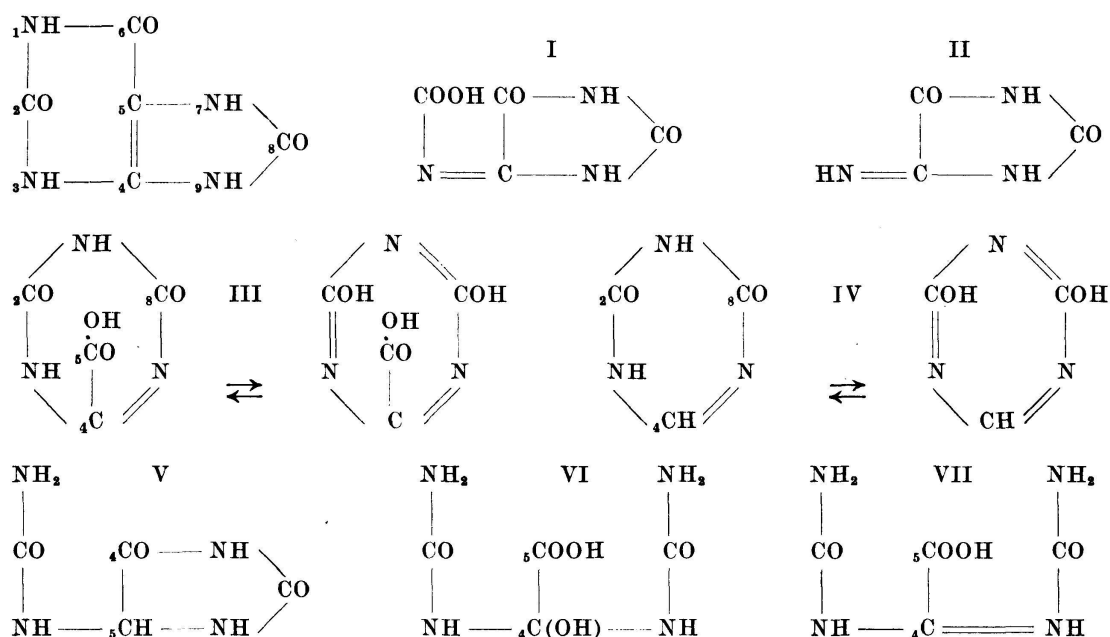 ₁NH ₆CO
I II
COOH CO NH CO NH
₂CO ₅C ₇NH
₈CO CO CO
₃NH ₄C ₉NH N C NH HN C NH
NH N NH N
₂CO ₈CO III COH COH ₂CO ₈CO IV COH COH
OH OH
₅CO CO
NH N N N NH N N N
₄C C ₄CH CH
NH₂ V NH₂ VI NH₂ NH₂ VII NH₂
CO ₄CO NH CO ₅COOH CO CO ₅COOH CO
CO
NH ₅CH NH NH ₄C(OH) NH NH ₄C NH